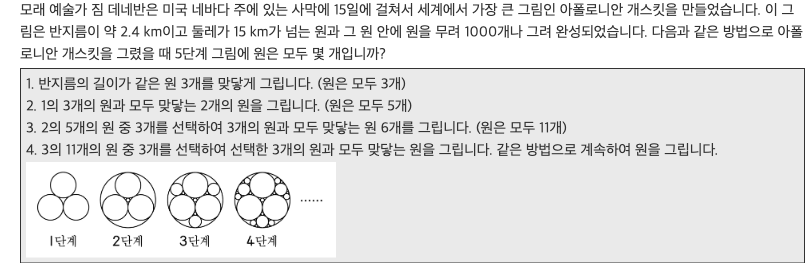 모래 예술가 짐 데네반은 미국 네바다 주에 있는 사막에 15일에 걸쳐서 세계에서 가장 큰 그림인 아폴로니안 개스킷을 만들었습니다. 이 그
림은 반지름이 약 2.4 km이고 둘레가 15 km가 넘는 원과 그 원 안에 원을 무려 1000개나 그려 완성되었습니다. 다음과 같은 방법으로 아폴
로니안 개스킷을 그렸을 때 5단계 그림에 원은 모두 몇 개입니까?
1. 반지름의 길이가 같은 원 3개를 맞닿게 그립니다. (원은 모두 3개)
2. 1의 3개의 원과 모두 맞닿는 2개의 원을 그립니다. (원은 모두 5개)
3. 2의 5개의 원 중 3개를 선택하여 3개의 원과 모두 맞닿는 원 6개를 그립니다. (원은 모두 11개)
4. 3의 11개의 원 중 3개를 선택하여 선택한 3개의 원과 모두 맞닿는 원을 그립니다. 같은 방법으로 계속하여 원을 그립니다.
......
1단계 2단계 3단계 4단계